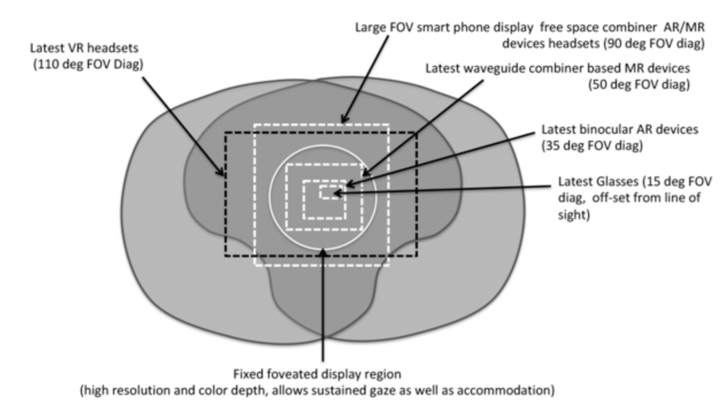 Large FOV smart phone display free space combiner AR/MR
devices headsets (90 deg FOV diag)
Latest VR headsets
(110 deg FOV Diag)
Latest waveguide combiner based MR devices
(50 deg FOV diag)
Latest binocular AR devices
(35 deg FOV diag)
Latest Glasses (15 deg FOV
diag, off-set from line of
sight)
Fixed foveated display region
(high resolution and color depth, allows sustained gaze as well as accommodation)